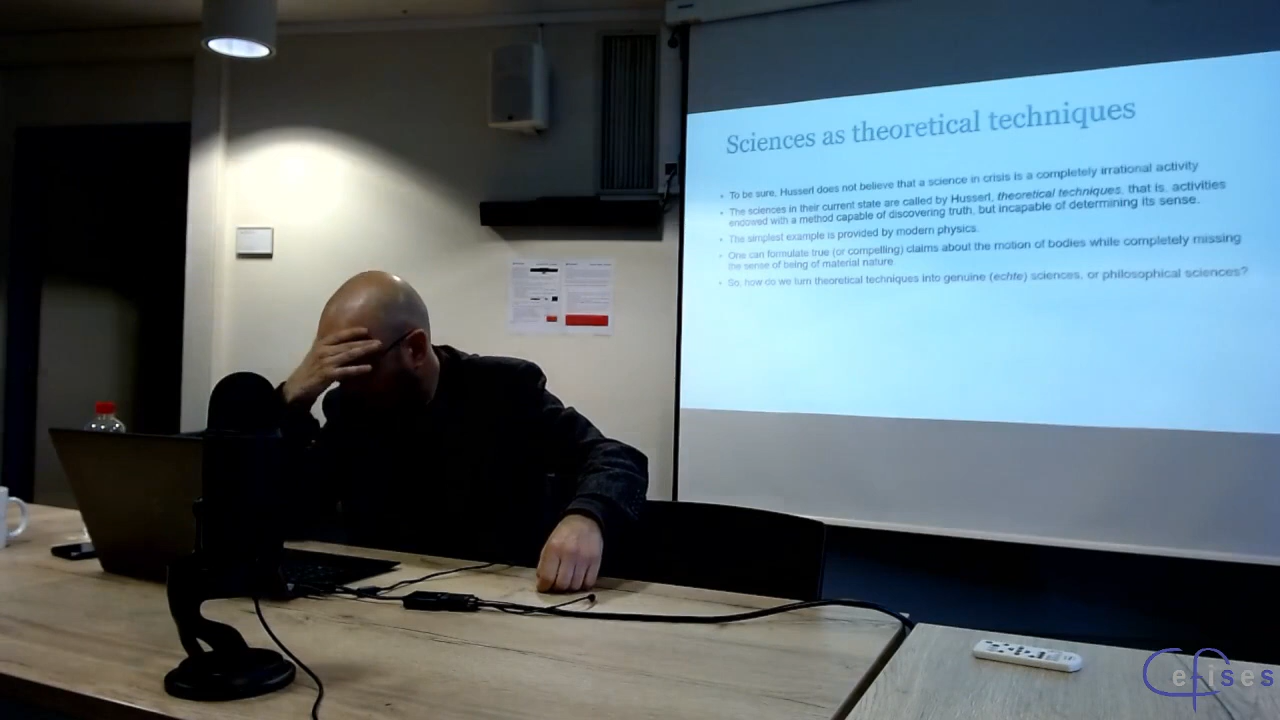 Sciences as theoretical techniques
To be sure, Husserl does not believe that a science in crisis is a completely irrational activity
The sciences in their current state are called by Husserl, theoretical techniques, that is, activities
endowed with a method capable of discovering truth, but incapable of determining its sense.
The simplest example is provided by modern physics.
One can formulate true (or compelling) claims about the motion of bodies while completely missing
the sense of being of material nature
So, how do we turn theoretical techniques into genuine (echte) sciences, or philosophical sciences?
Cefises